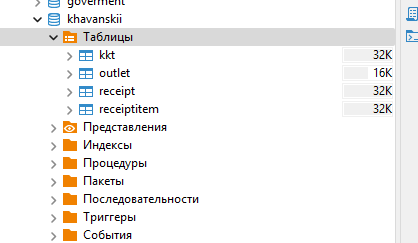 goverment
khavanskii
Таблицы
kkt 32K
outlet 16K
receipt 32K
receiptitem 32K
Представления
Индексы
Процедуры
Пакеты
Последовательности
Триггеры
События